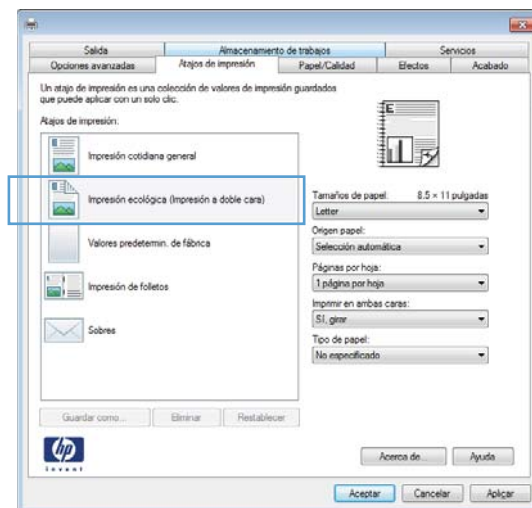 Salida
Almacenamiento de trabajos
Servicios
Opciones avanzadas
Atajos de impresión
Papel/Calidad
Efectos
Acabado
Un atajo de impresión es una colección de valores de impresión guardados
que puede aplicar con un solo clic.
Atajos de impresión:
Impresión cotidiana general
Impresión ecológica (Impresión a doble cara)
Valores predetermin. de fábrica
Impresión de folletos
Sobres
E
Tamaños de papel: 8.5 × 11 pulgadas
Letter
Origen papel:
Selección automática
Páginas por hoja:
1 página por hoja
Imprimir en ambas caras:
Sí, girar
Tipo de papel:
No especificado
Guardar como...
Eliminar
Restablecer
hp
invent
Acerca de...
Ayuda
Aceptar
Cancelar
Aplicar